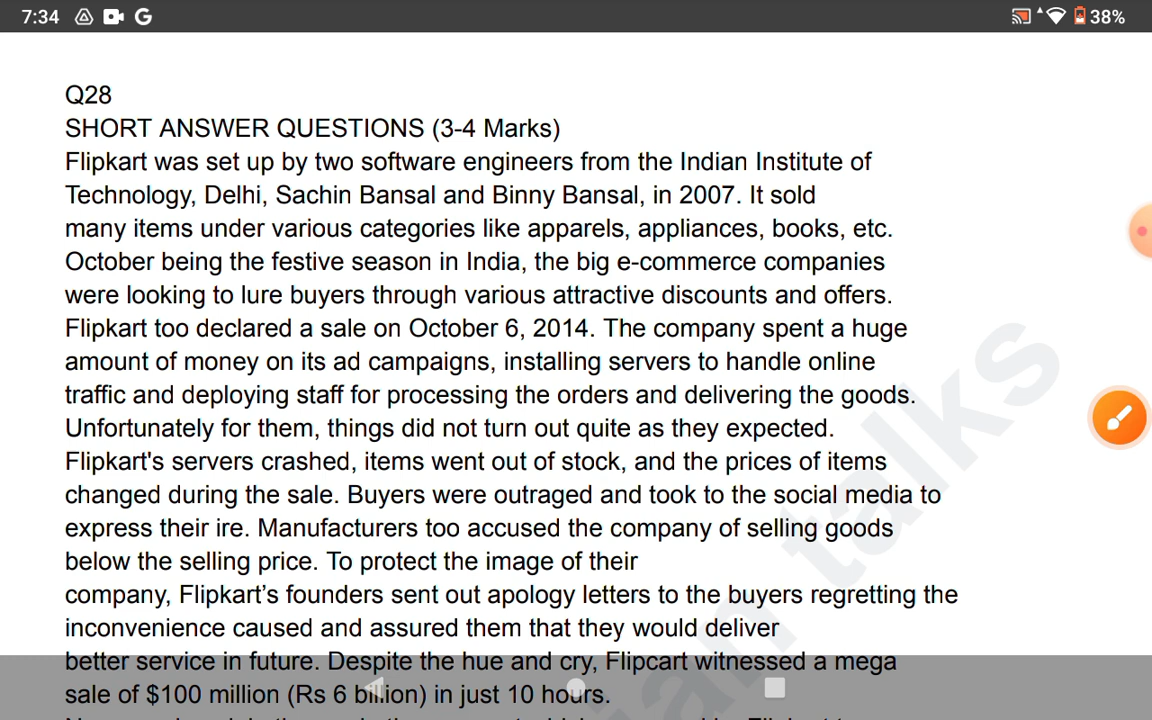 7:34 38%
Q28
SHORT ANSWER QUESTIONS (3-4 Marks)
Flipkart was set up by two software engineers from the Indian Institute of
Technology, Delhi, Sachin Bansal and Binny Bansal, in 2007. It sold
many items under various categories like apparels, appliances, books, etc.
October being the festive season in India, the big e-commerce companies
were looking to lure buyers through various attractive discounts and offers.
Flipkart too declared a sale on October 6, 2014. The company spent a huge
amount of money on its ad campaigns, installing servers to handle online
traffic and deploying staff for processing the orders and delivering the goods.
Unfortunately for them, things did not turn out quite as they expected.
Flipkart's servers crashed, items went out of stock, and the prices of items
changed during the sale. Buyers were outraged and took to the social media to
express their ire. Manufacturers too accused the company of selling goods
below the selling price. To protect the image of their
company, Flipkart’s founders sent out apology letters to the buyers regretting the
inconvenience caused and assured them that they would deliver
better service in future. Despite the hue and cry, Flipcart witnessed a mega
sale of $100 million (Rs 6 billion) in just 10 hours.
talks